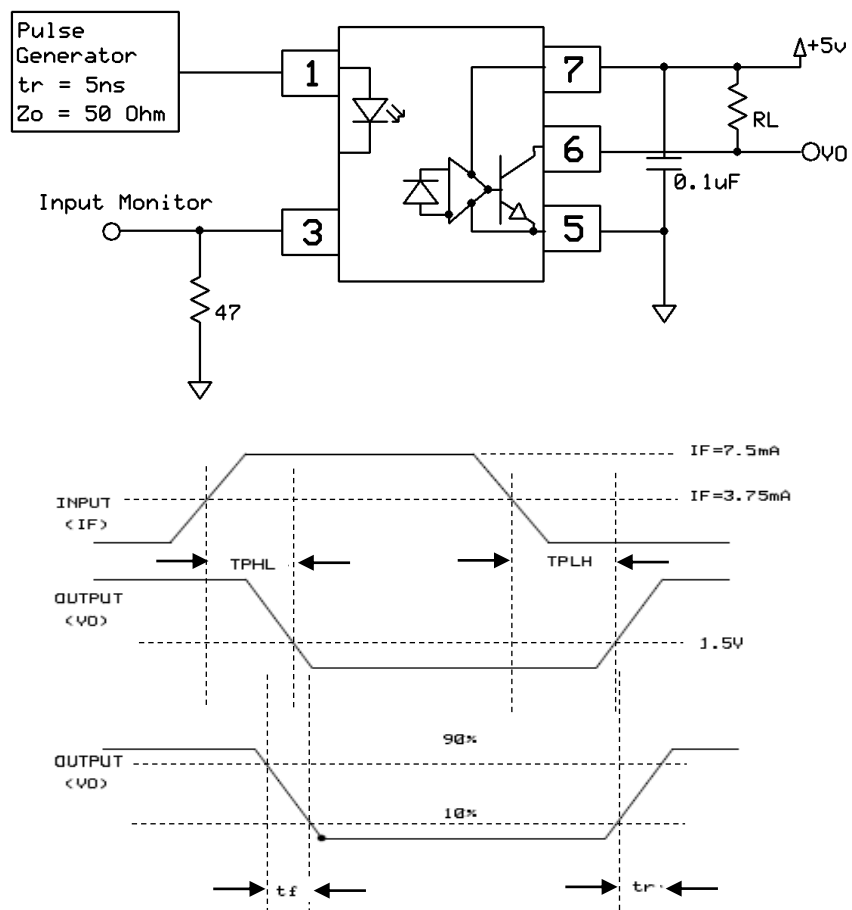 Pulse
Generator
tr = 5ns
Zo = 50 Ohm
1
7
+5v
RL
6
VO
0.1uF
5
Input Monitor
3
47
IF=7.5mA
IF=3.75mA
INPUT
(IF)
TPHL
TPLH
OUTPUT
(VO)
1.5V
90%
OUTPUT
(VO)
10%
tf
tr